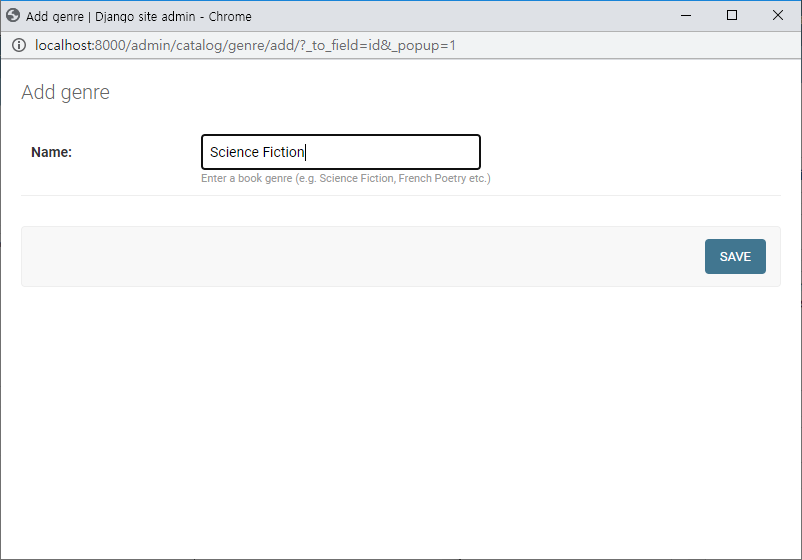 Add genre | Django site admin - Chrome
localhost:8000/admin/catalog/genre/add/?_to_field=id&_popup=1
Add genre
Name: Science Fiction
Enter a book genre (e.g. Science Fiction, French Poetry etc.)
SAVE